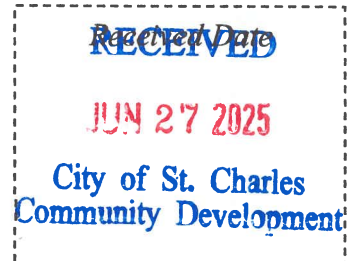 Received Date
RECEIVED
JUN 27 2025
City of St. Charles
Community Development